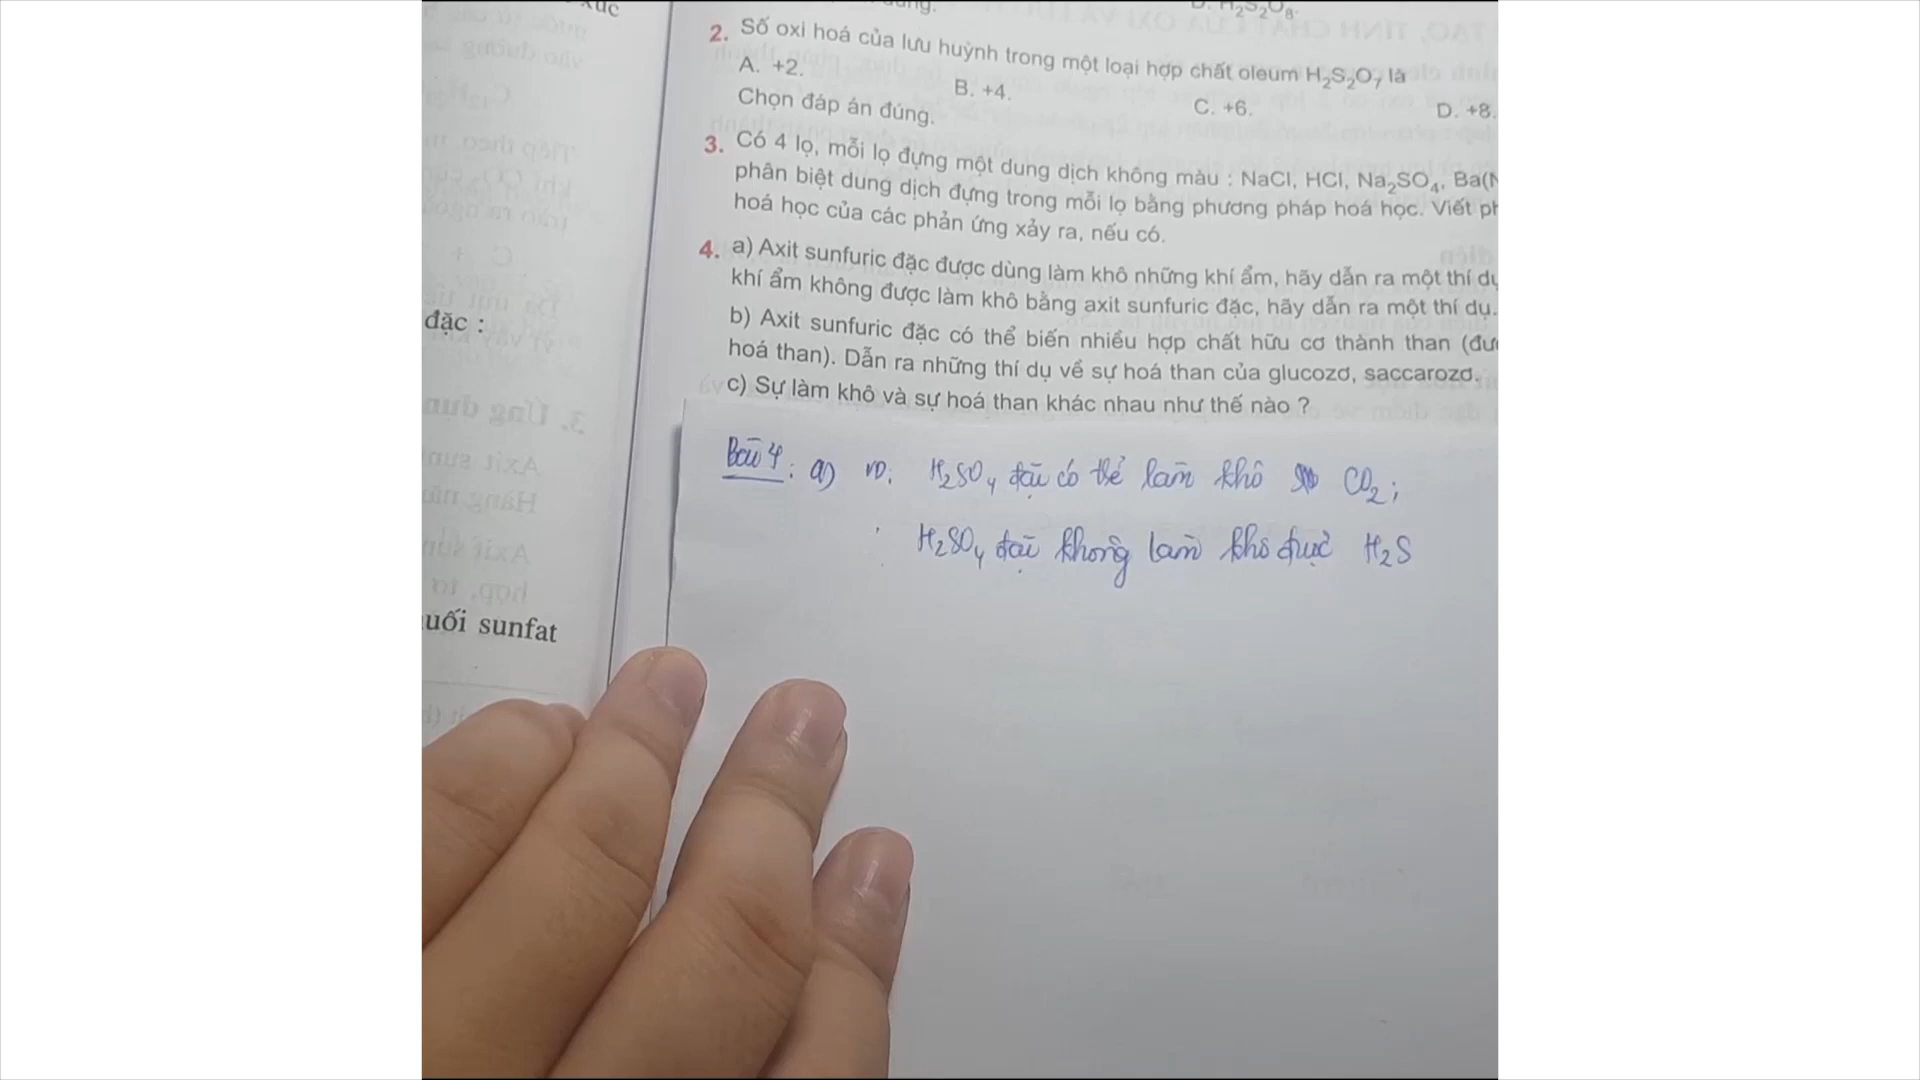 xúc
2. Số oxi hoá của lưu huỳnh trong một loại hợp chất oleum H₂S₂O₇ là
A. +2. B. +4. C. +6. D. +8.
Chọn đáp án đúng.
3. Có 4 lọ, mỗi lọ đựng một dung dịch không màu : NaCl, HCl, Na₂SO₄, Ba(
phân biệt dung dịch đựng trong mỗi lọ bằng phương pháp hoá học. Viết
hoá học của các phản ứng xảy ra, nếu có.
4. a) Axit sunfuric đặc được dùng làm khô những khí ẩm, hãy dẫn ra một thí
khí ẩm không được làm khô bằng axit sunfuric đặc, hãy dẫn ra một thí dụ.
b) Axit sunfuric đặc có thể biến nhiều hợp chất hữu cơ thành than
hoá than). Dẫn ra những thí dụ về sự hoá than của glucozơ, saccarozơ.
c) Sự làm khô và sự hoá than khác nhau như thế nào ?
đặc :
uối sunfat
Bài 4 : a) VD: H₂SO₄ đặc có thể làm khô CO₂;
H₂SO₄ đặc không làm khô được H₂S